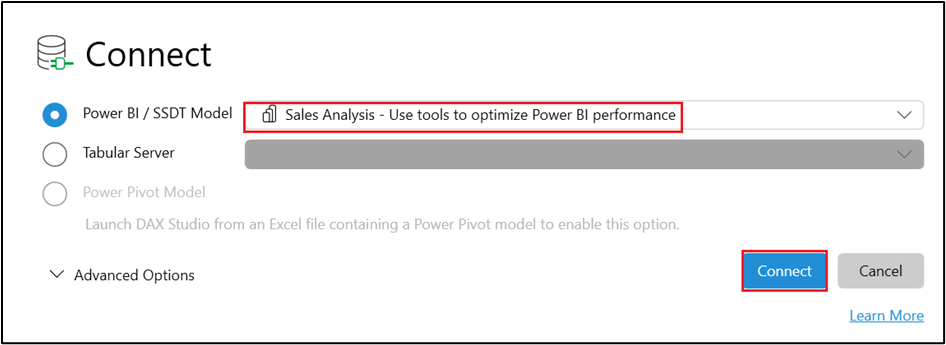 Connect
Power BI / SSDT Model
Sales Analysis - Use tools to optimize Power BI performance
Tabular Server
Power Pivot Model
Launch DAX Studio from an Excel file containing a Power Pivot model to enable this option.
Advanced Options
Connect
Cancel
Learn More